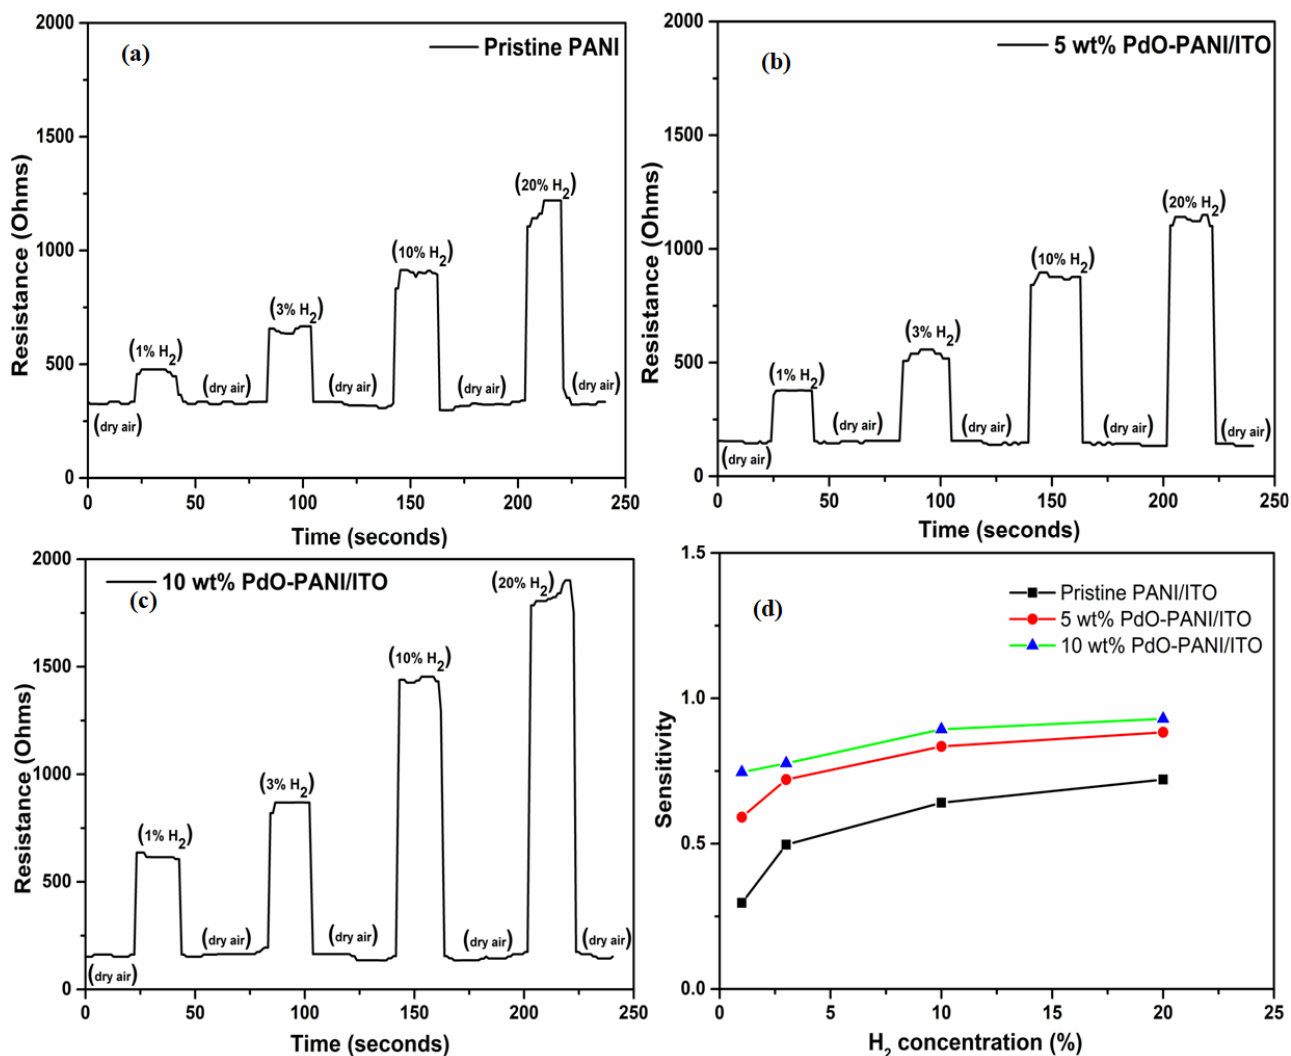 (a)
Pristine PANI
Resistance (Ohms)
2000
1500
1000
500
0
(dry air)
(1% H2)
(dry air)
(3% H2)
(dry air)
(10% H2)
(dry air)
(20% H2)
(dry air)
0 50 100 150 200 250
Time (seconds)
(b)
5 wt% PdO-PANI/ITO
Resistance (Ohms)
2000
1500
1000
500
0
(dry air)
(1% H2)
(dry air)
(3% H2)
(dry air)
(10% H2)
(dry air)
(20% H2)
(dry air)
0 50 100 150 200 250
Time (seconds)
(c)
10 wt% PdO-PANI/ITO
Resistance (Ohms)
2000
1500
1000
500
0
(dry air)
(1% H2)
(dry air)
(3% H2)
(dry air)
(10% H2)
(dry air)
(20% H2)
(dry air)
0 50 100 150 200 250
Time (seconds)
(d)
Pristine PANI/ITO
5 wt% PdO-PANI/ITO
10 wt% PdO-PANI/ITO
Sensitivity
1.5
1.0
0.5
0.0
0 5 10 15 20 25
H2 concentration (%)